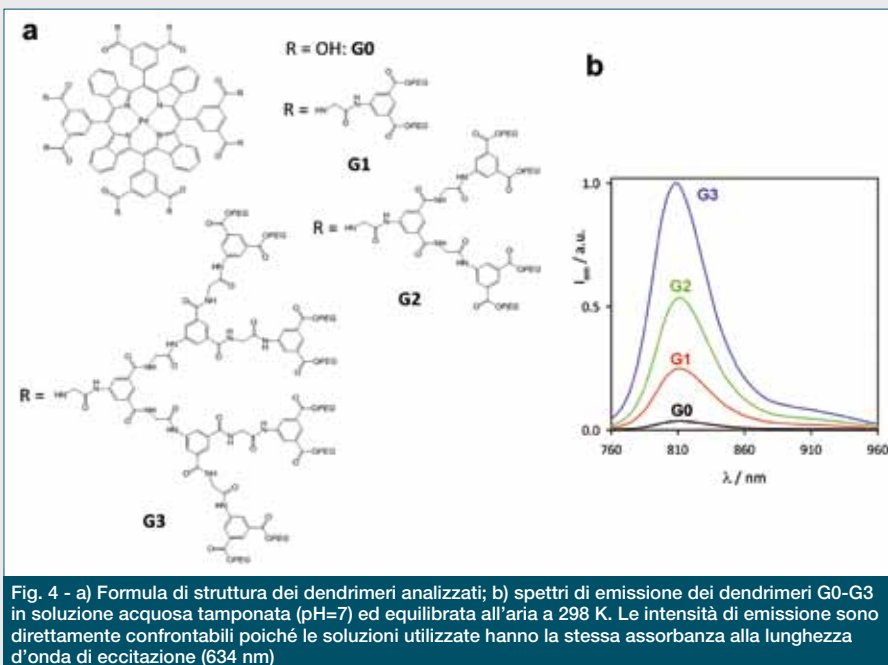 a
R = OH: G0
R =
G1
R =
G2
R =
G3
b
1.0
0.5
0.0
I em / a.u.
G3
G2
G1
G0
760 810 860 910 960
λ / nm
Fig. 4 - a) Formula di struttura dei dendrimeri analizzati; b) spettri di emissione dei dendrimeri G0-G3
in soluzione acquosa tamponata (pH=7) ed equilibrata all'aria a 298 K. Le intensità di emissione sono
direttamente confrontabili poiché le soluzioni utilizzate hanno la stessa assorbanza alla lunghezza
d'onda di eccitazione (634 nm)